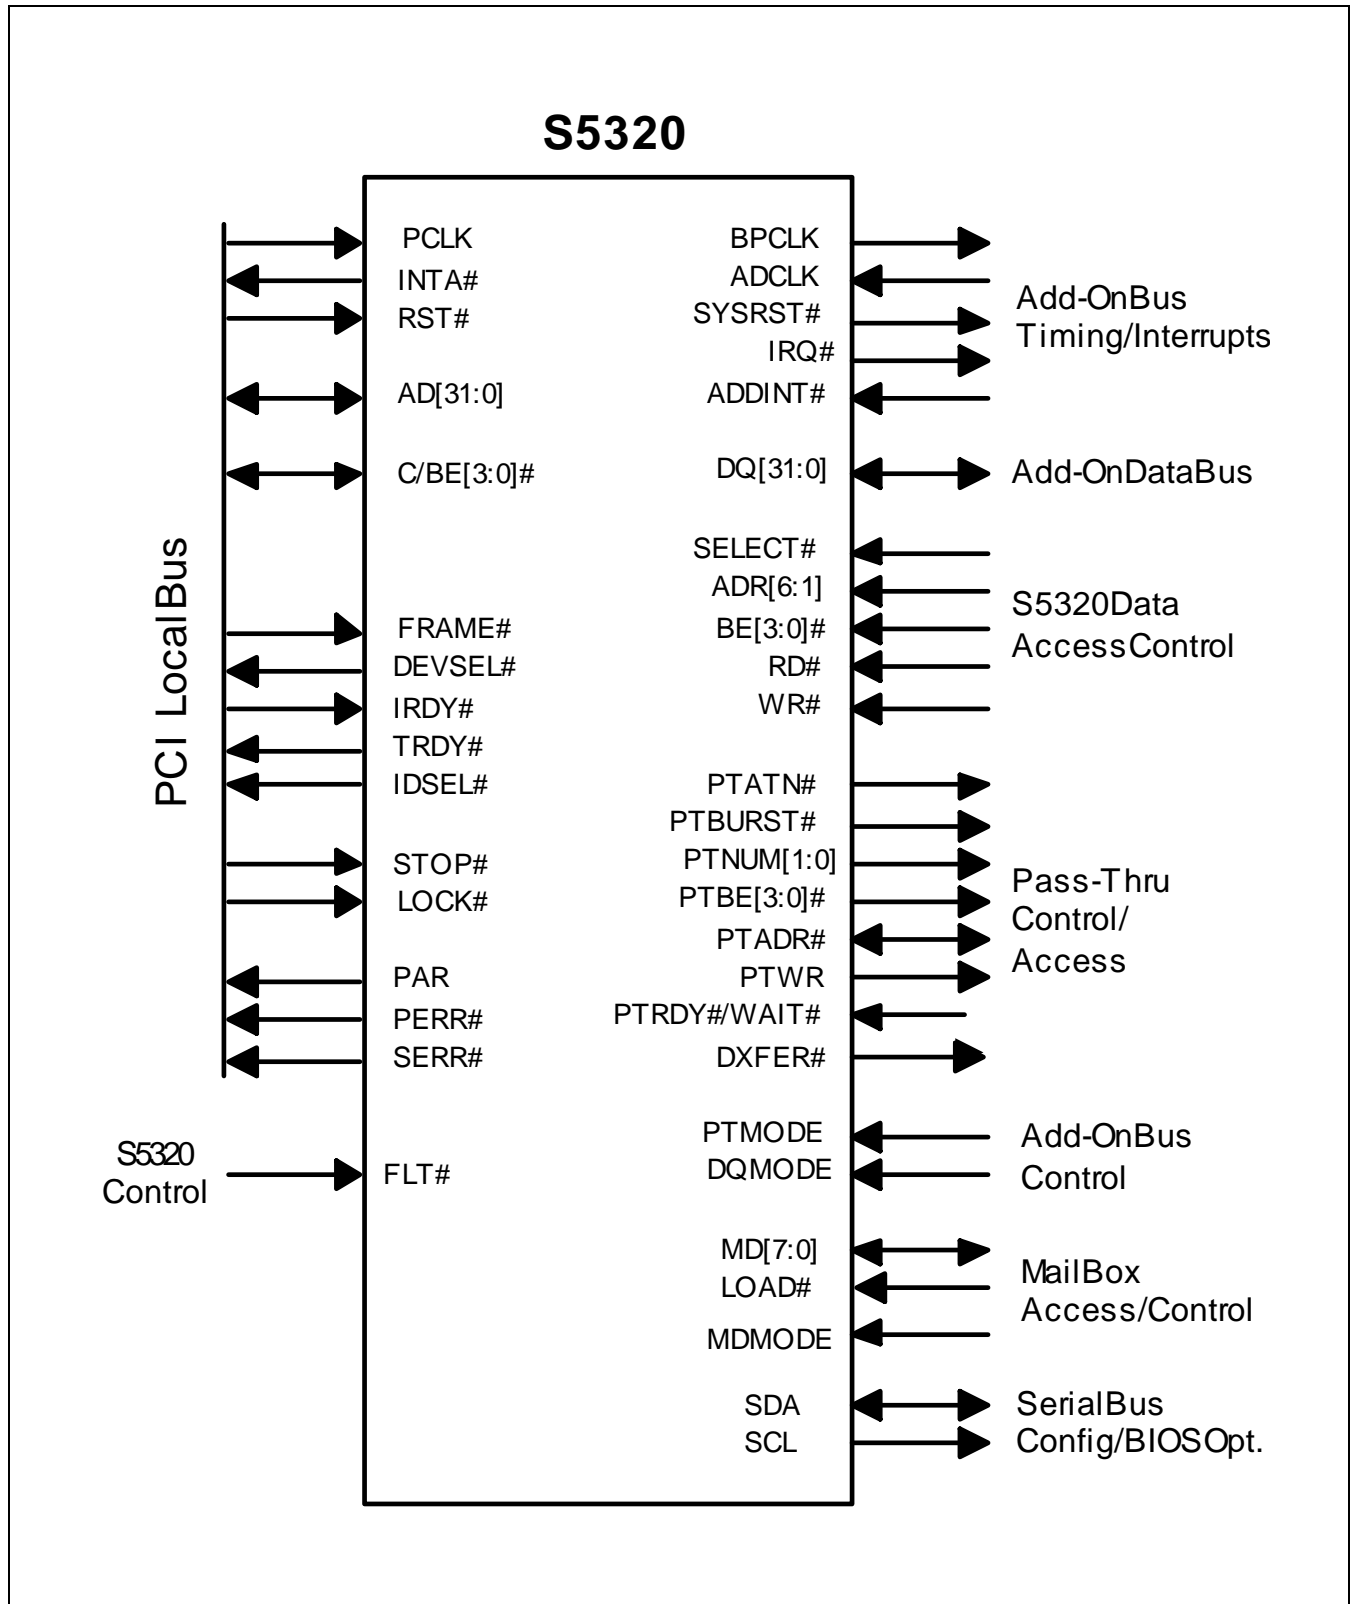 S5320
PCLK
INTA#
RST#
AD[31:0]
C/BE[3:0]#
FRAME#
DEVSEL#
IRDY#
TRDY#
IDSEL#
STOP#
LOCK#
PAR
PERR#
SERR#
PCI LocalBus
S5320
Control
FLT#
BPCLK
ADCLK
SYSRST#
IRQ#
ADDINT#
Add-OnBus
Timing/Interrupts
DQ[31:0]
Add-OnDataBus
SELECT#
ADR[6:1]
BE[3:0]#
RD#
WR#
S5320Data
AccessControl
PTATN#
PTBURST#
PTNUM[1:0]
PTBE[3:0]#
PTADR#
PTWR
PTRDY#/WAIT#
DXFER#
Pass-Thru
Control/
Access
PTMODE
DQMODE
Add-OnBus
Control
MD[7:0]
LOAD#
MDMODE
MailBox
Access/Control
SDA
SCL
SerialBus
Config/BIOSOpt.